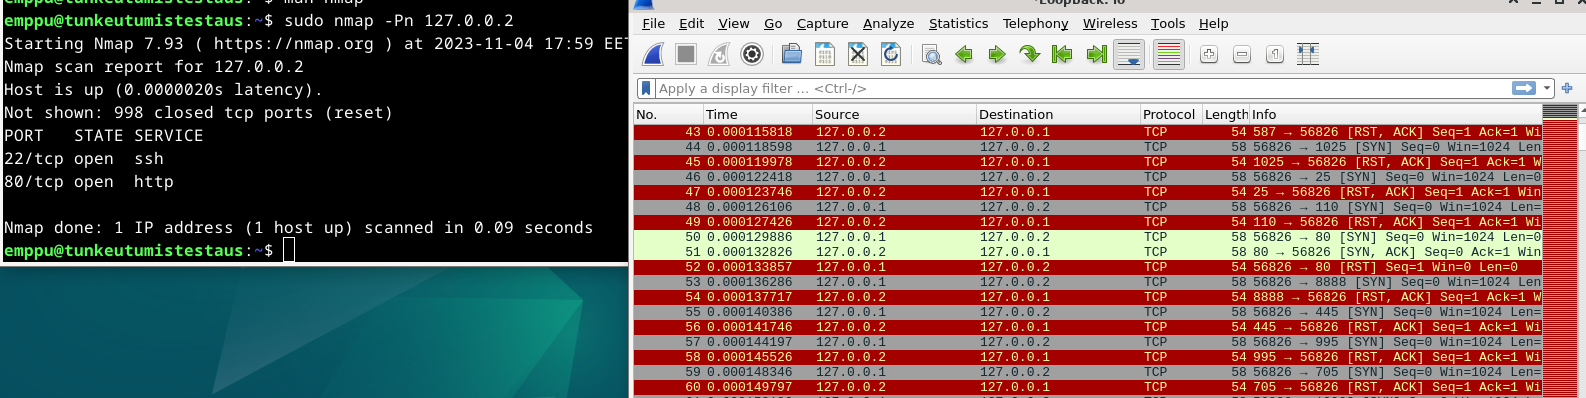 emppu@tunkeutumistestaus:~$ man nmap
emppu@tunkeutumistestaus:~$ sudo nmap -Pn 127.0.0.2
Starting Nmap 7.93 ( https://nmap.org ) at 2023-11-04 17:59 EET
Nmap scan report for 127.0.0.2
Host is up (0.0000020s latency).
Not shown: 998 closed tcp ports (reset)
PORT   STATE SERVICE
22/tcp open  ssh
80/tcp open  http
Nmap done: 1 IP address (1 host up) scanned in 0.09 seconds
emppu@tunkeutumistestaus:~$
*Loopback: lo
File Edit View Go Capture Analyze Statistics Telephony Wireless Tools Help
Apply a display filter ... <Ctrl-/>
No. Time Source Destination Protocol Length Info
43 0.000115818 127.0.0.2 127.0.0.1 TCP 54 587 → 56826 [RST, ACK] Seq=1 Ack=1 Wi
44 0.000118598 127.0.0.1 127.0.0.2 TCP 58 56826 → 1025 [SYN] Seq=0 Win=1024 Len=
45 0.000119978 127.0.0.2 127.0.0.1 TCP 54 1025 → 56826 [RST, ACK] Seq=1 Ack=1 W
46 0.000122418 127.0.0.1 127.0.0.2 TCP 58 56826 → 25 [SYN] Seq=0 Win=1024 Len=0
47 0.000123746 127.0.0.2 127.0.0.1 TCP 54 25 → 56826 [RST, ACK] Seq=1 Ack=1 Win
48 0.000126106 127.0.0.1 127.0.0.2 TCP 58 56826 → 110 [SYN] Seq=0 Win=1024 Len=
49 0.000127426 127.0.0.2 127.0.0.1 TCP 54 110 → 56826 [RST, ACK] Seq=1 Ack=1 Wi
50 0.000129886 127.0.0.1 127.0.0.2 TCP 58 56826 → 80 [SYN] Seq=0 Win=1024 Len=0
51 0.000132826 127.0.0.2 127.0.0.1 TCP 58 80 → 56826 [SYN, ACK] Seq=0 Ack=1 Win
52 0.000133857 127.0.0.1 127.0.0.2 TCP 54 56826 → 80 [RST] Seq=1 Win=0 Len=0
53 0.000136286 127.0.0.1 127.0.0.2 TCP 58 56826 → 8888 [SYN] Seq=0 Win=1024 Len=
54 0.000137717 127.0.0.2 127.0.0.1 TCP 54 8888 → 56826 [RST, ACK] Seq=1 Ack=1 W
55 0.000140386 127.0.0.1 127.0.0.2 TCP 58 56826 → 445 [SYN] Seq=0 Win=1024 Len=
56 0.000141746 127.0.0.2 127.0.0.1 TCP 54 445 → 56826 [RST, ACK] Seq=1 Ack=1 Wi
57 0.000144197 127.0.0.1 127.0.0.2 TCP 58 56826 → 995 [SYN] Seq=0 Win=1024 Len=
58 0.000145526 127.0.0.2 127.0.0.1 TCP 54 995 → 56826 [RST, ACK] Seq=1 Ack=1 Wi
59 0.000148346 127.0.0.1 127.0.0.2 TCP 58 56826 → 705 [SYN] Seq=0 Win=1024 Len=
60 0.000149797 127.0.0.2 127.0.0.1 TCP 54 705 → 56826 [RST, ACK] Seq=1 Ack=1 Wi